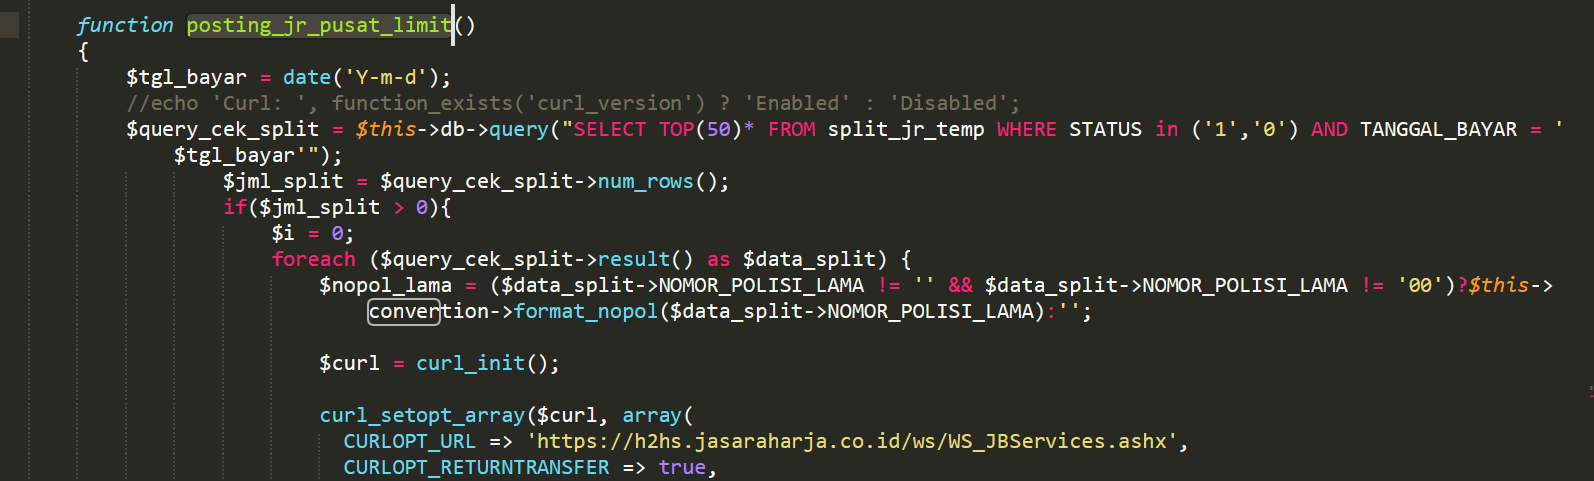 function posting_jr_pusat_limit()
{
$tgl_bayar = date('Y-m-d');
//echo 'Curl: ', function_exists('curl_version') ? 'Enabled' : 'Disabled';
$query_cek_split = $this->db->query("SELECT TOP(50)* FROM split_jr_temp WHERE STATUS in ('1','0') AND TANGGAL_BAYAR = '
$tgl_bayar'");
$jml_split = $query_cek_split->num_rows();
if($jml_split > 0){
$i = 0;
foreach ($query_cek_split->result() as $data_split) {
$nopol_lama = ($data_split->NOMOR_POLISI_LAMA != '' && $data_split->NOMOR_POLISI_LAMA != '00')?$this->
convertion->format_nopol($data_split->NOMOR_POLISI_LAMA):'';
$curl = curl_init();
curl_setopt_array($curl, array(
CURLOPT_URL => 'https://h2hs.jasaraharja.co.id/ws/WS_JBServices.ashx',
CURLOPT_RETURNTRANSFER => true,